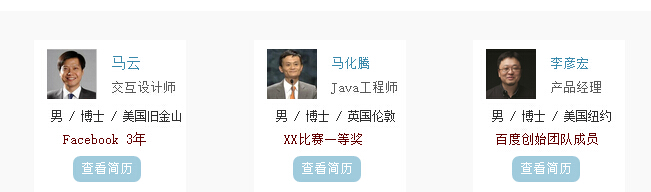 马云
交互设计师
男 / 博士 / 美国旧金山
Facebook 3年
查看简历
马化腾
Java工程师
男 / 博士 / 英国伦敦
XX比赛一等奖
查看简历
李彦宏
产品经理
男 / 博士 / 美国纽约
百度创始团队成员
查看简历